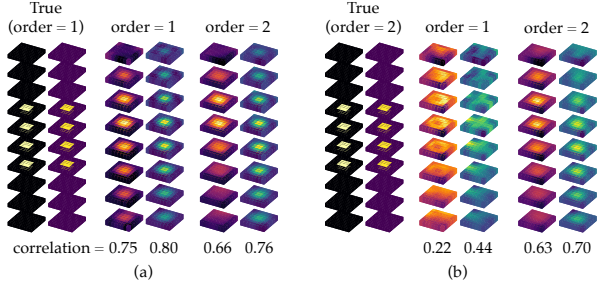 True
(order = 1)
order = 1
order = 2
correlation = 0.75 0.80
0.66 0.76
(a)
True
(order = 2)
order = 1
order = 2
0.22 0.44
0.63 0.70
(b)